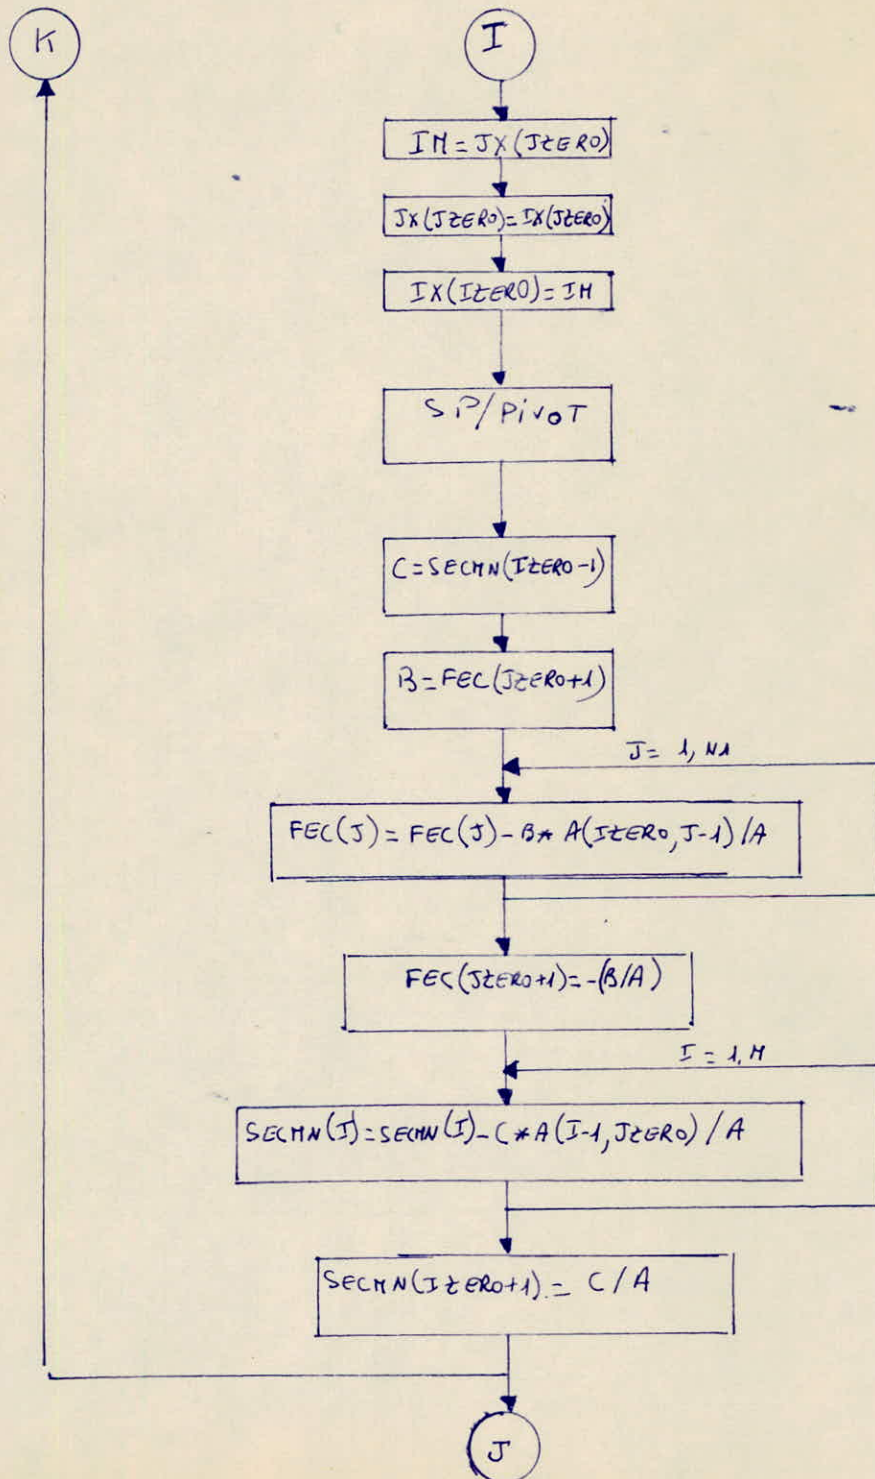 K
I
IM=JX(JZERO)
JX(JZERO)=IX(JZERO)
IX(IZERO)=IM
SP/PivoT
C=SECMN(IZERO-1)
B=FEC(JZERO+1)
J= 1, N1
FEC(J)=FEC(J)-B* A(IZERO,J-1)/A
FEC(JZERO+1)=-(B/A)
I = 1,M
SECMN(I)=SECMN(I)-C*A(I-1,JZERO)/A
SECMN(IZERO+1)= C/A
J